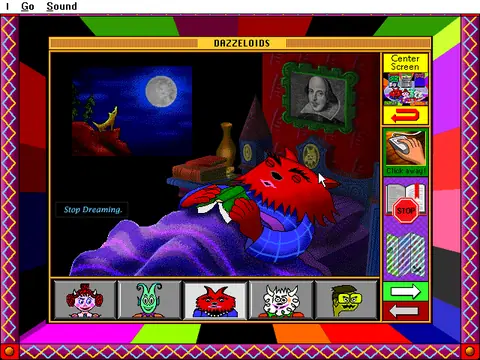 Go Sound
DAZZELOIDS
Center
Screen
Click away!
STOP
Stop Dreaming.